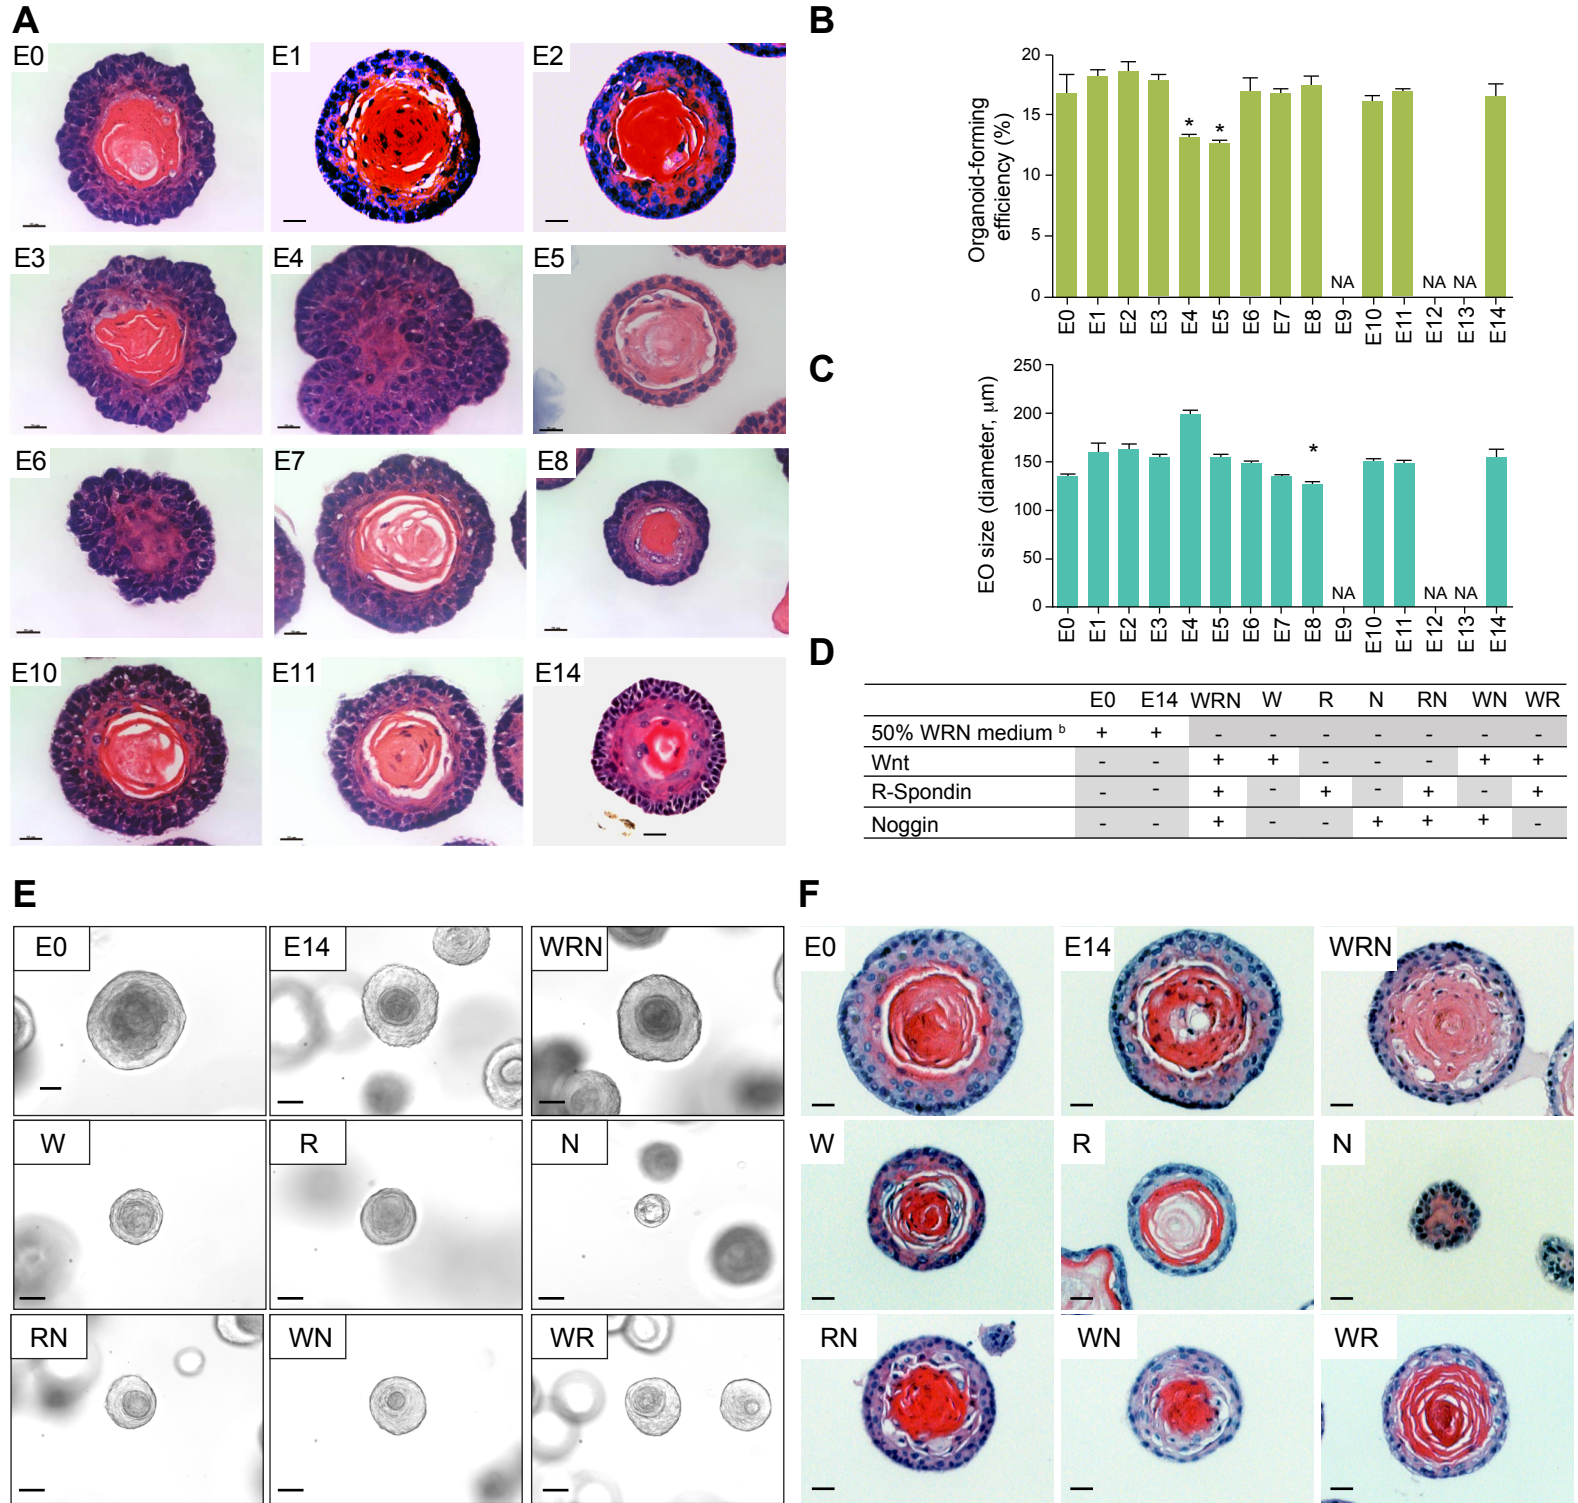 A
E0
E1
E2
E3
E4
E5
E6
E7
E8
E10
E11
E14
B
Organoid-forming
efficiency (%)
20
15
10
5
0
* *
NA NA NA
E0 E1 E2 E3 E4 E5 E6 E7 E8 E9 E10 E11 E12 E13 E14
C
EO size (diameter, μm)
250
200
150
100
50
0
*
NA NA NA
E0 E1 E2 E3 E4 E5 E6 E7 E8 E9 E10 E11 E12 E13 E14
D
E0 E14 WRN W R N RN WN WR
50% WRN medium b + + - - - - - - -
Wnt - - + + - - - + +
R-Spondin - - + - + - + - +
Noggin - - + - - + + + -
E
E0
E14
WRN
W
R
N
RN
WN
WR
F
E0
E14
WRN
W
R
N
RN
WN
WR